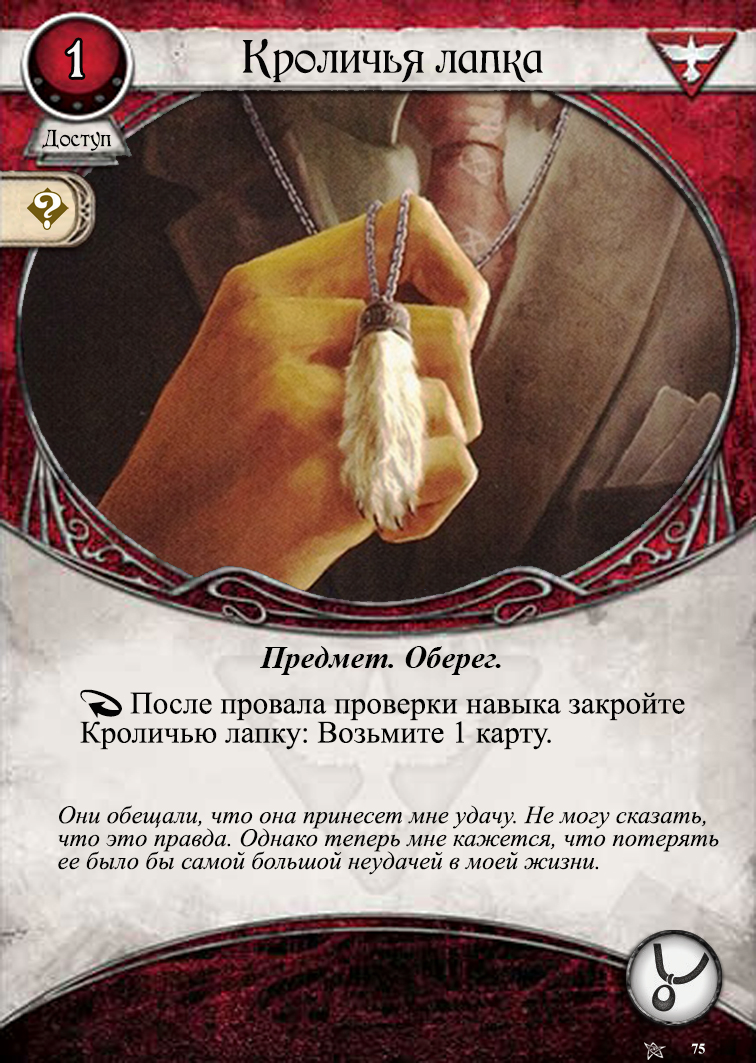 1
Кроличья лапка
Доступ
?
Предмет. Оберег.
После провала проверки навыка закройте
Кроличью лапку: Возьмите 1 карту.
Они обещали, что она принесет мне удачу. Не могу сказать,
что это правда. Однако теперь мне кажется, что потерять
ее было бы самой большой неудачей в моей жизни.
75